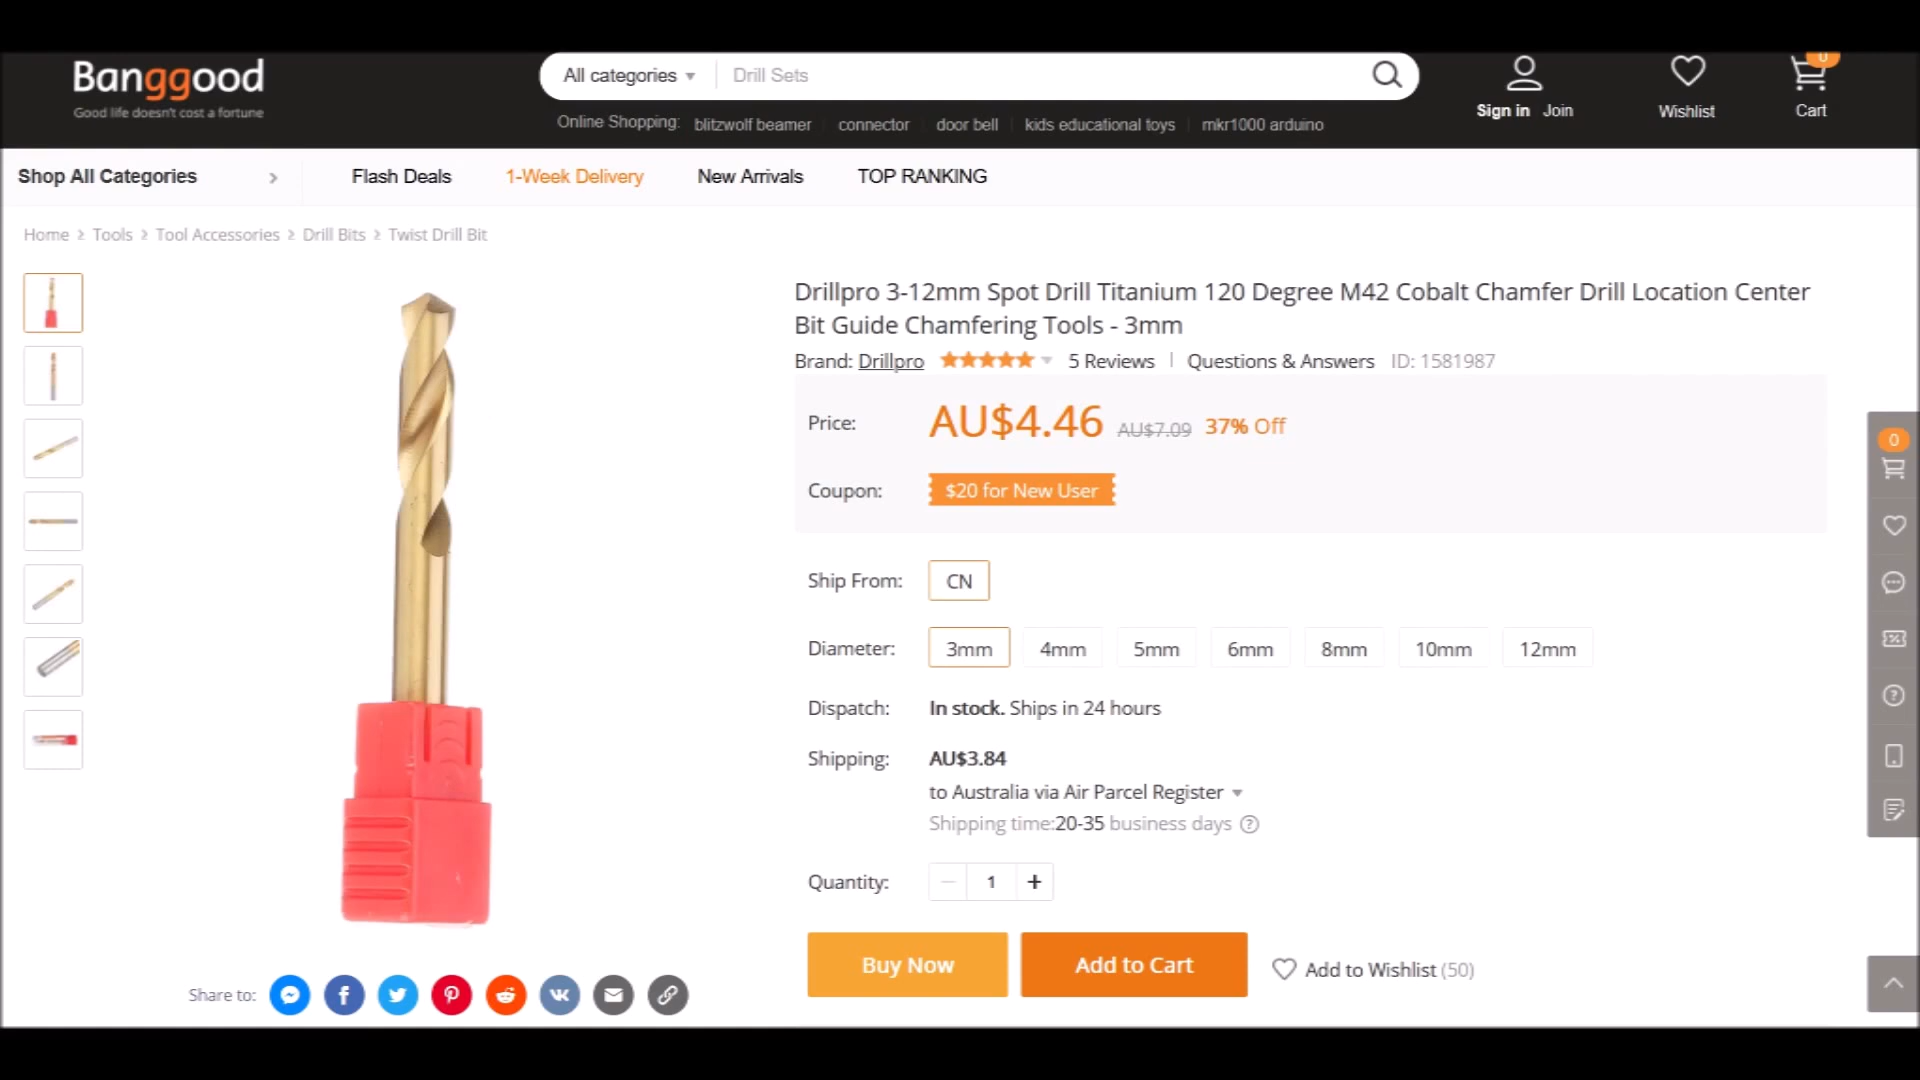 Banggood
Good life doesn't cost a fortune
All categories
Drill Sets
Online Shopping: blitzwolf beamer connector door bell kids educational toys mkr1000 arduino
Sign in Join
Wishlist
0
Cart
Shop All Categories
Flash Deals
1-Week Delivery
New Arrivals
TOP RANKING
Home > Tools > Tool Accessories > Drill Bits > Twist Drill Bit
Drillpro 3-12mm Spot Drill Titanium 120 Degree M42 Cobalt Chamfer Drill Location Center
Bit Guide Chamfering Tools - 3mm
Brand: Drillpro 5 Reviews | Questions & Answers ID: 1581987
Price: AU$4.46 AU$7.09 37% Off
Coupon: $20 for New User
Ship From: CN
Diameter: 3mm 4mm 5mm 6mm 8mm 10mm 12mm
Dispatch: In stock. Ships in 24 hours
Shipping: AU$3.84
to Australia via Air Parcel Register
Shipping time:20-35 business days ?
Quantity: — 1 +
Buy Now
Add to Cart
Add to Wishlist (50)
Share to:
0